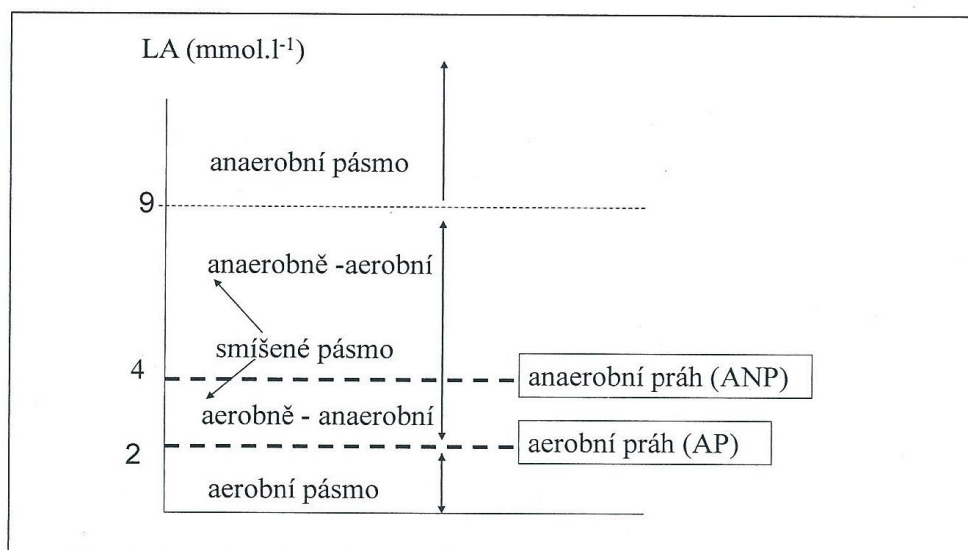 LA (mmol.l⁻¹)
anaerobní pásmo
9
anaerobně -aerobní
smíšené pásmo
4
anaerobní práh (ANP)
aerobně - anaerobní
2
aerobní práh (AP)
aerobní pásmo